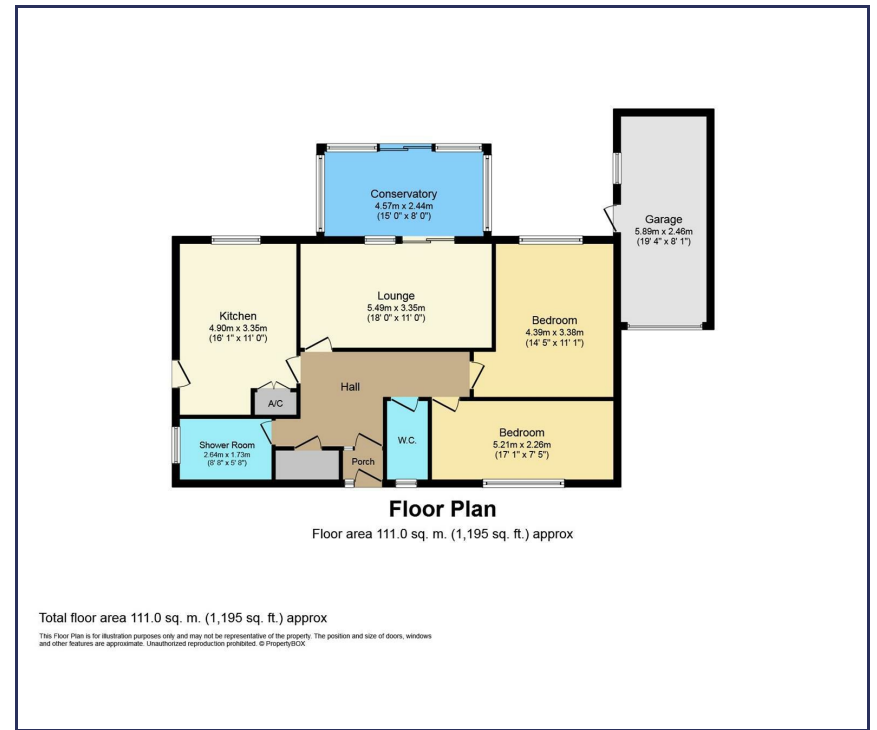 Conservatory
4.57m x 2.44m
(15' 0" x 8' 0")
Garage
5.89m x 2.46m
(19' 4" x 8' 1")
Kitchen
4.90m x 3.35m
(16' 1" x 11' 0")
Lounge
5.49m x 3.35m
(18' 0" x 11' 0")
Bedroom
4.39m x 3.38m
(14' 5" x 11' 1")
Hall
A/C
Shower Room
2.64m x 1.73m
(8' 8" x 5' 8")
Porch
W.C.
Bedroom
5.21m x 2.26m
(17' 1" x 7' 5")
Floor Plan
Floor area 111.0 sq. m. (1,195 sq. ft.) approx
Total floor area 111.0 sq. m. (1,195 sq. ft.) approx
This Floor Plan is for illustration purposes only and may not be representative of the property. The position and size of doors, windows
and other features are approximate. Unauthorized reproduction prohibited. © PropertyBOX